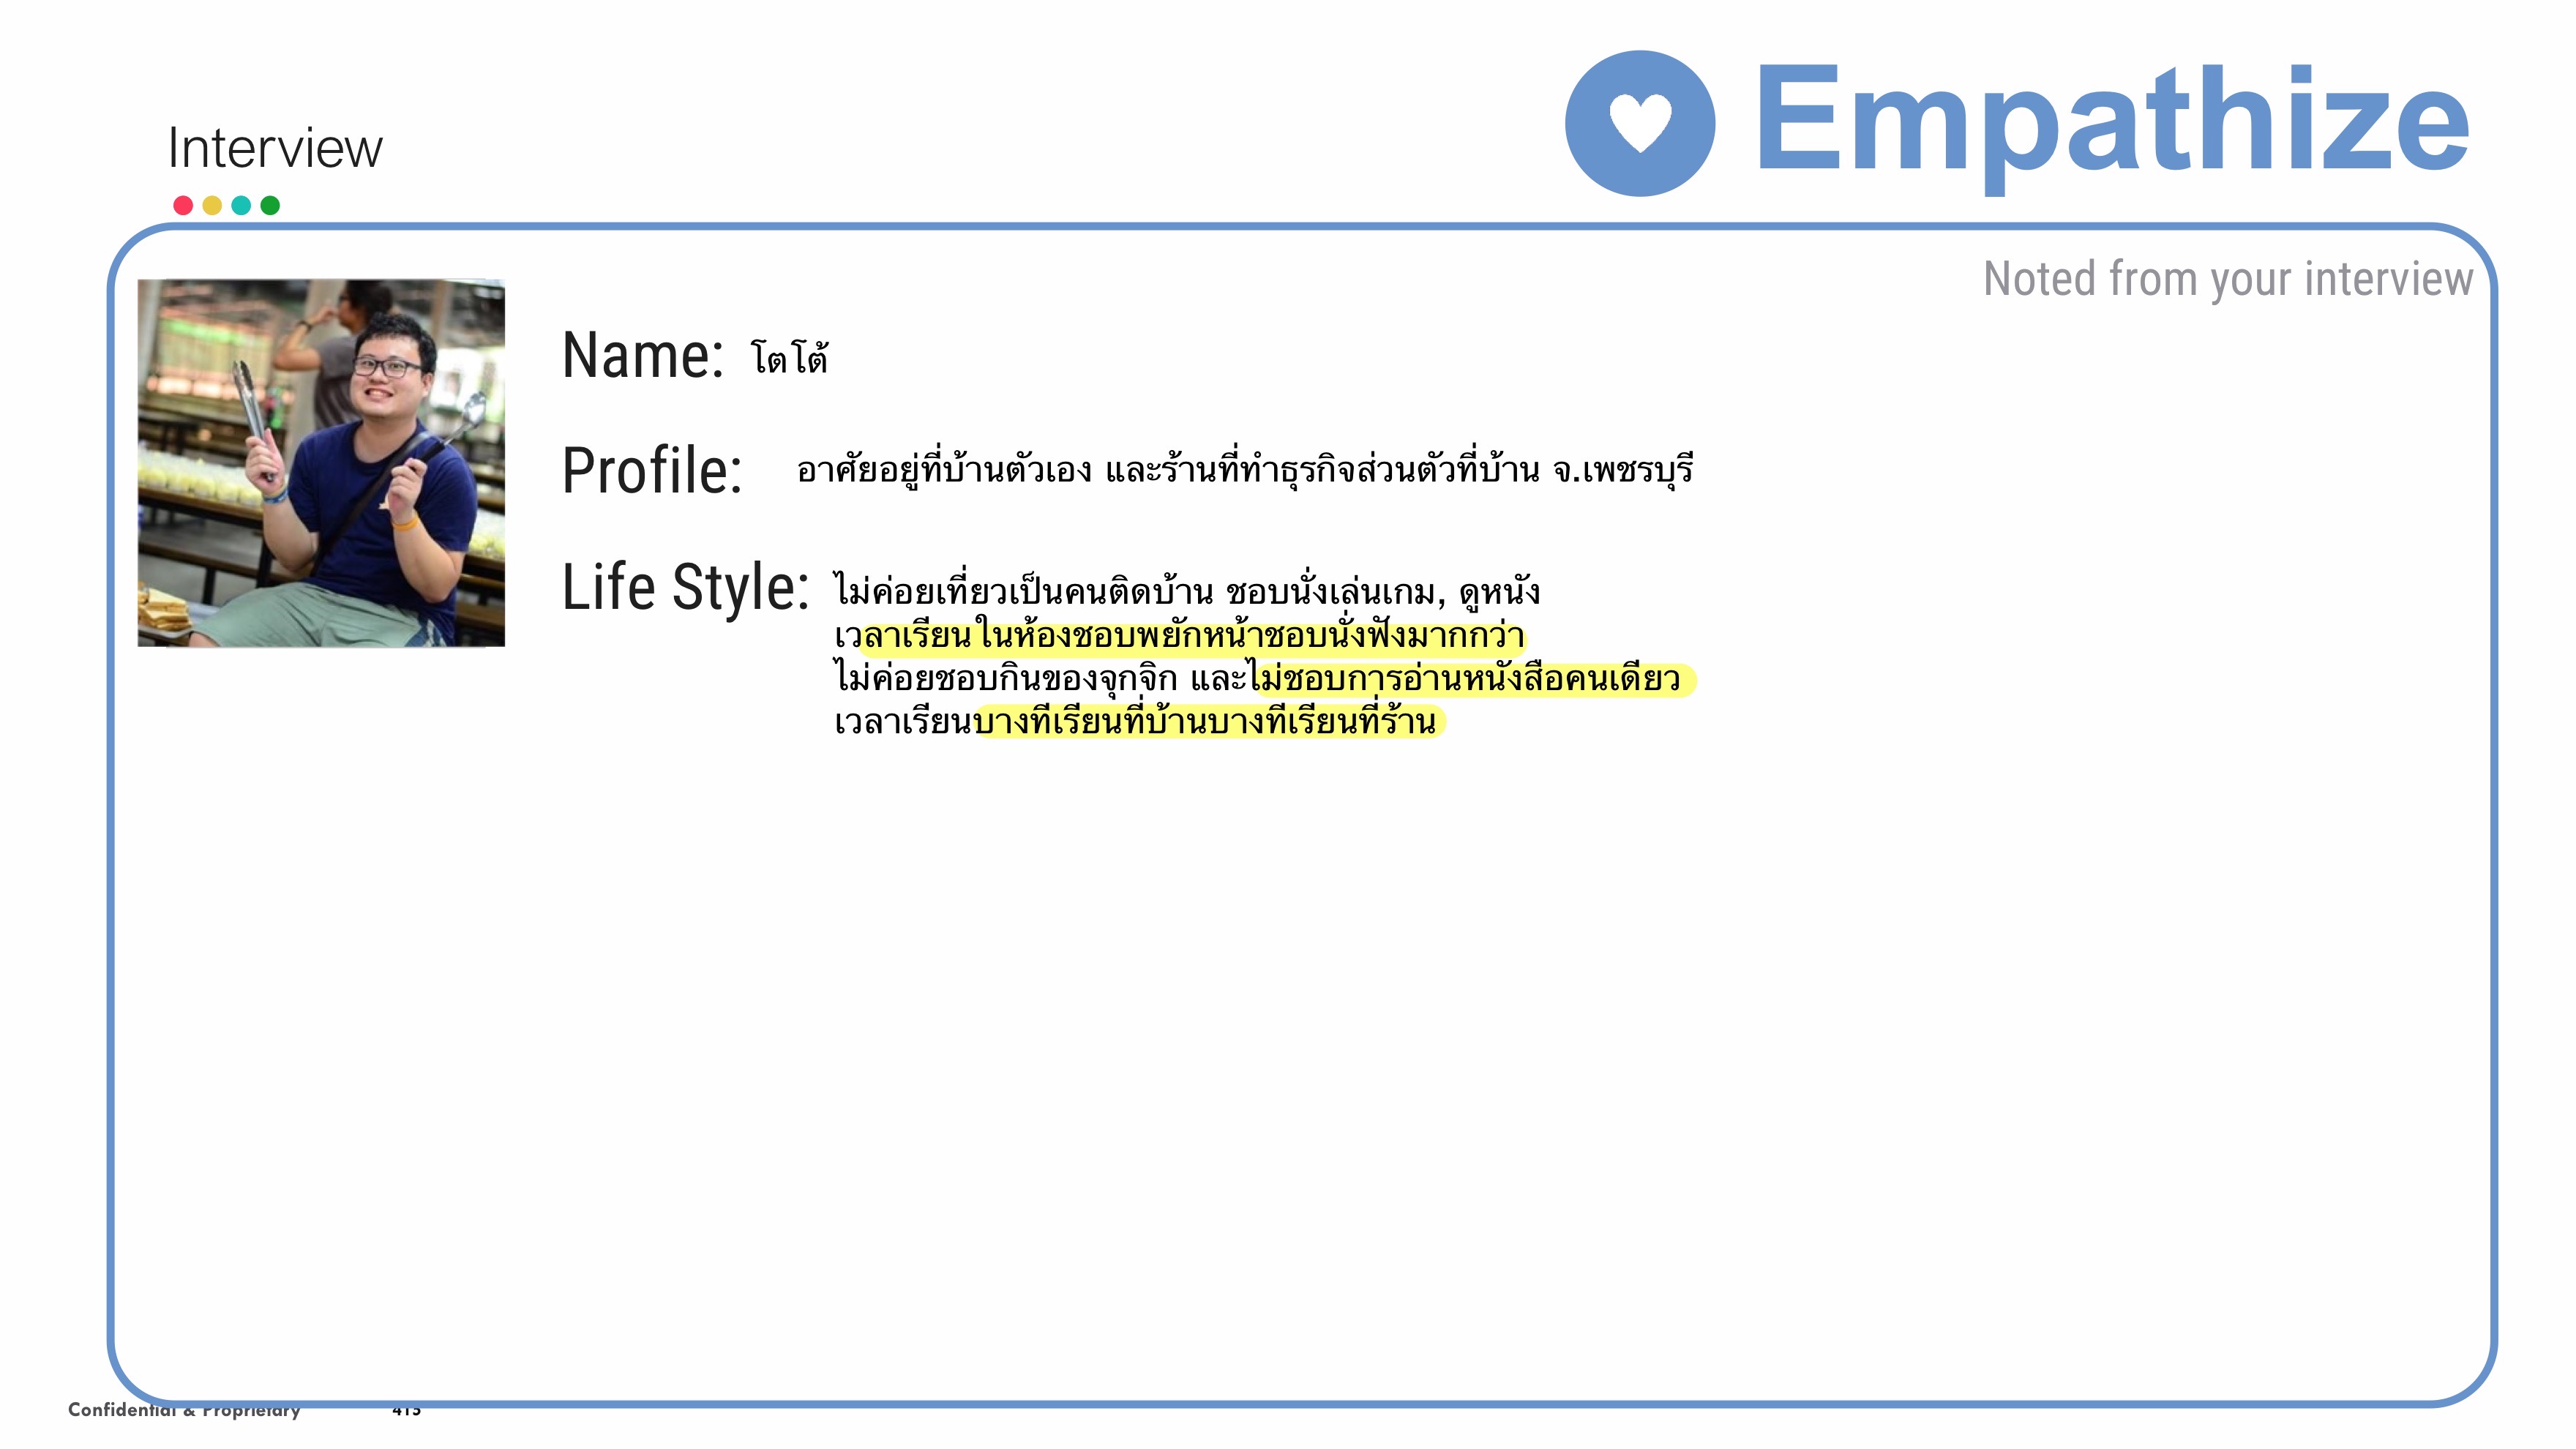 Interview
Empathize
Noted from your interview
Name: โตโต้
Profile: อาศัยอยู่ที่บ้านตัวเอง และร้านที่ทำธุรกิจส่วนตัวที่บ้าน จ.เพชรบุรี
Life Style: ไม่ค่อยเที่ยวเป็นคนติดบ้าน ชอบนั่งเล่นเกม, ดูหนัง
เวลาเรียนในห้องชอบพยักหน้าชอบนั่งฟังมากกว่า
ไม่ค่อยชอบกินของจุกจิก และไม่ชอบการอ่านหนังสือคนเดียว
เวลาเรียนบางทีเรียนที่บ้านบางทีเรียนที่ร้าน
Confidential & Proprietary